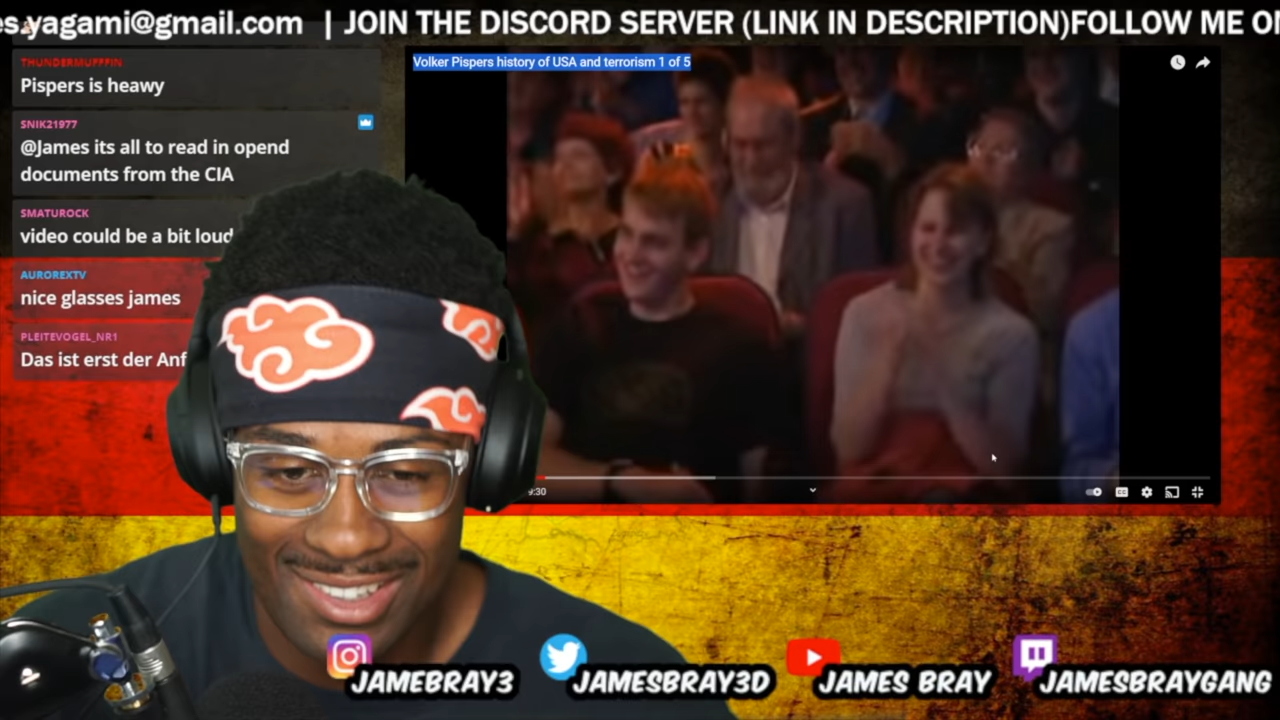 es.yagami@gmail.com | JOIN THE DISCORD SERVER (LINK IN DESCRIPTION)FOLLOW ME O
THUNDERMUFFFIN
Pispers is heawy
SNIK21977
@James its all to read in opend
documents from the CIA
SMATUROCK
video could be a bit loud
AUROREXTV
nice glasses james
PLEITEVOGEL_NR1
Das ist erst der Anf
Volker Pispers history of USA and terrorism 1 of 5
9:30
JAMEBRAY3
JAMESBRAY3D
JAMES BRAY
JAMESBRAYGANG